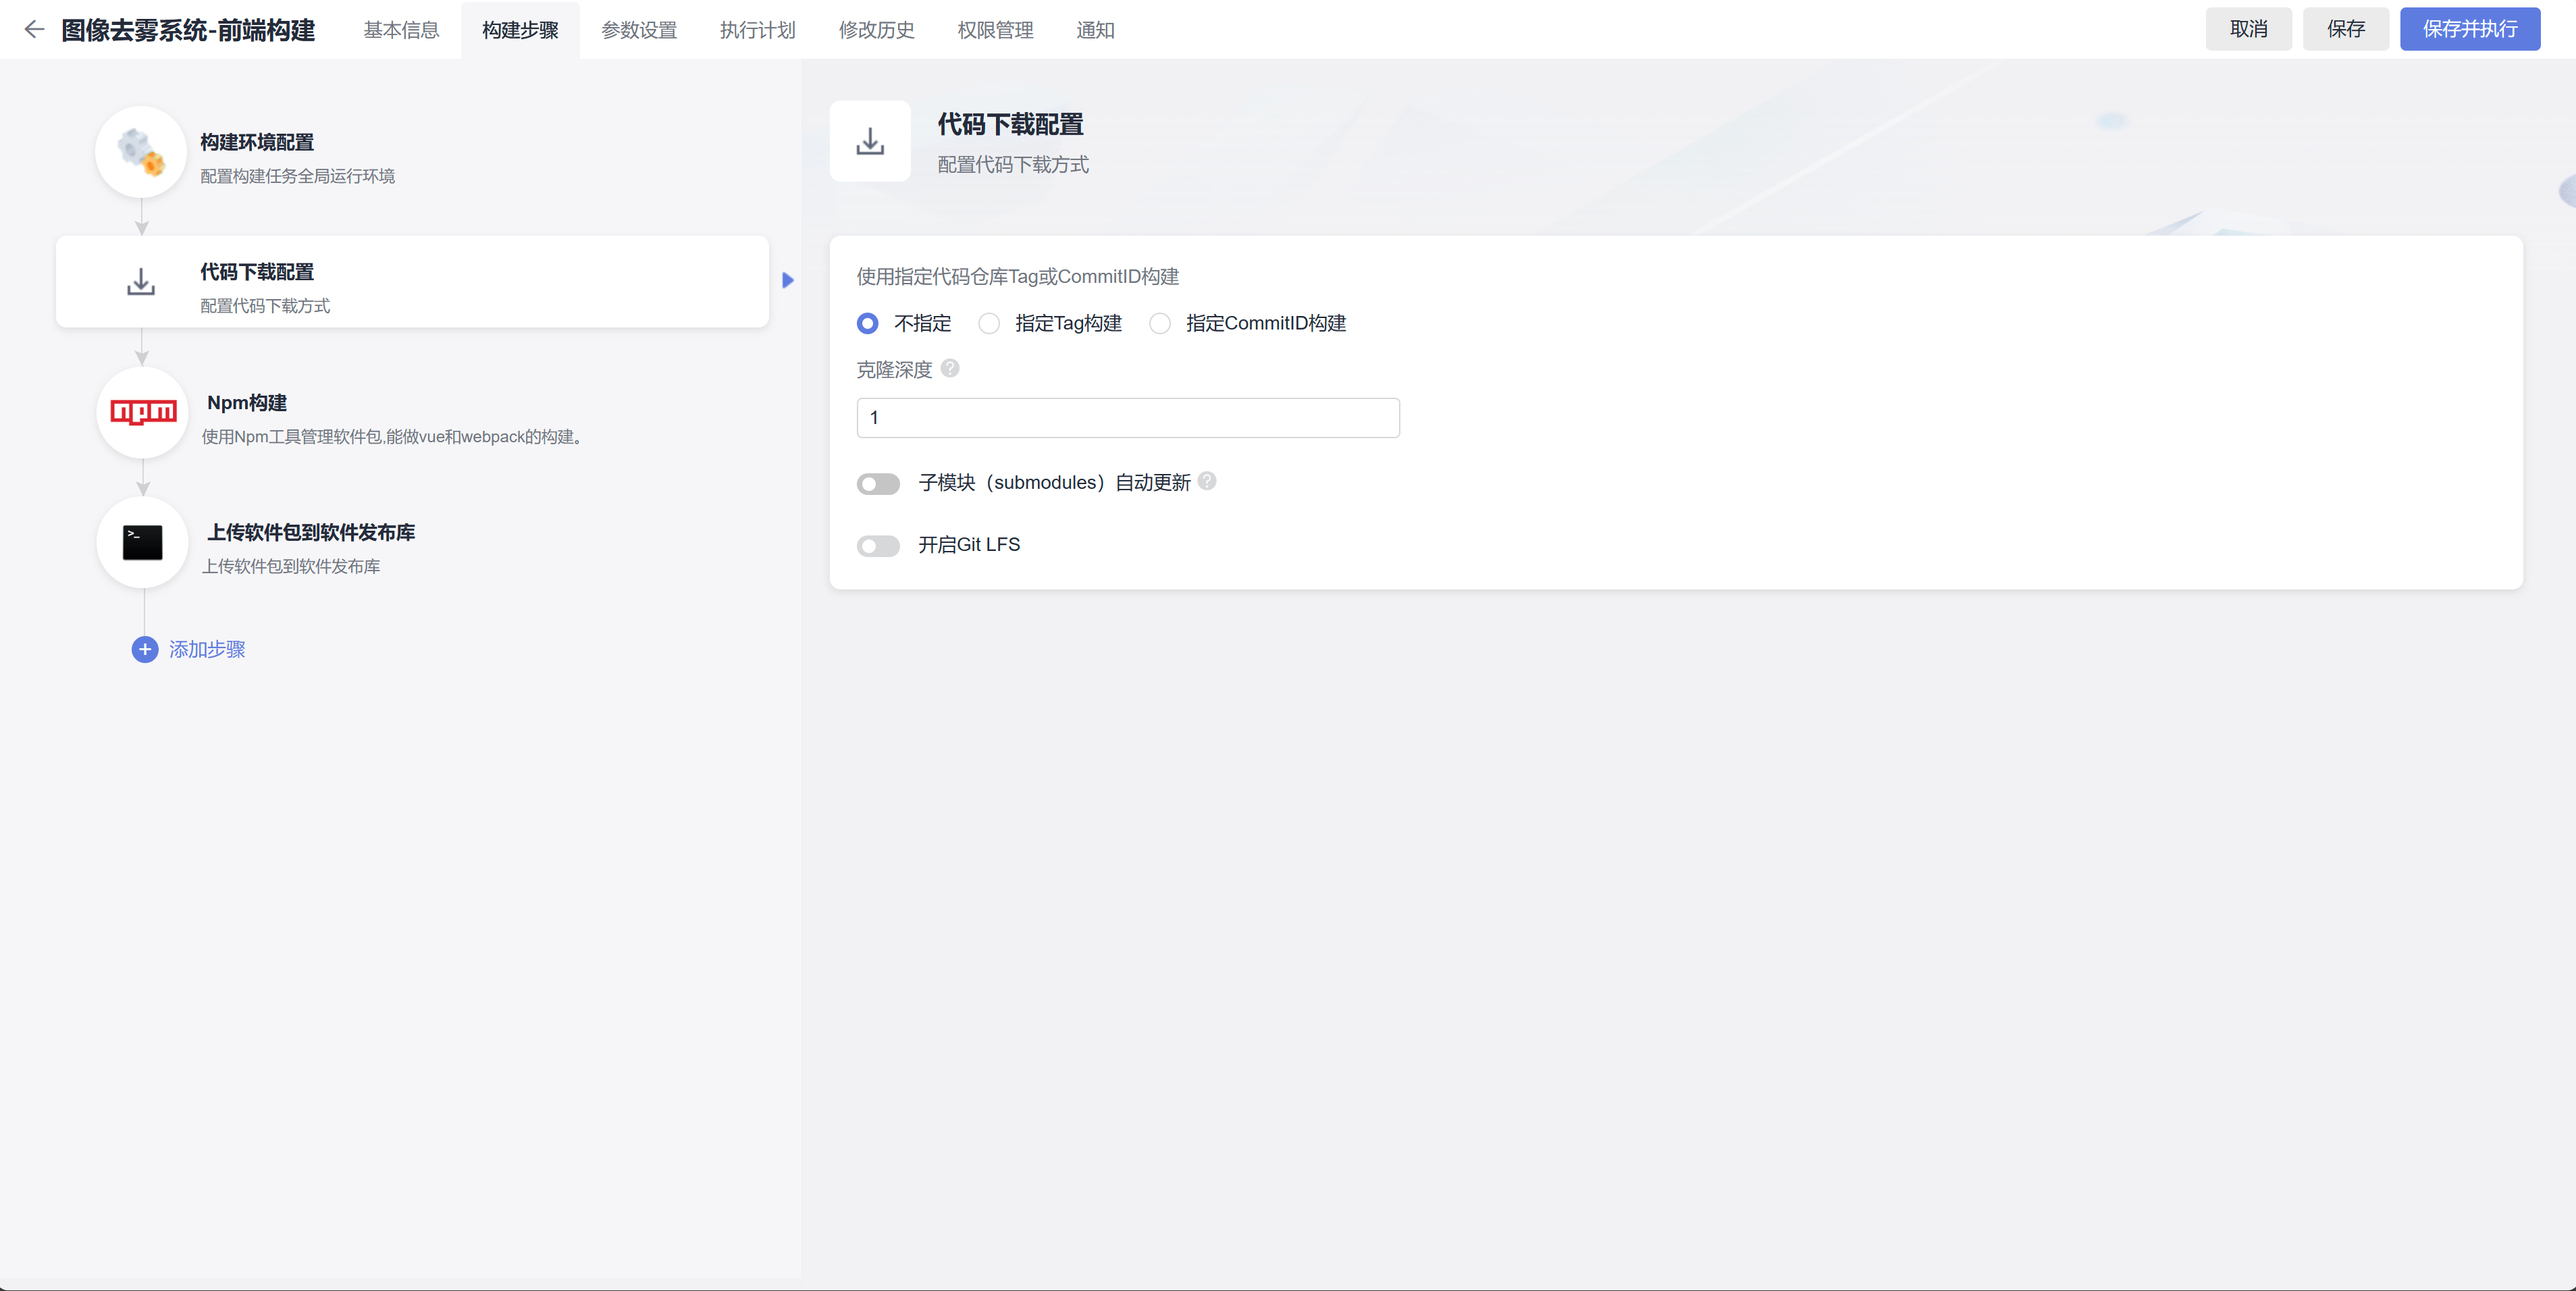 图像去雾系统-前端构建 基本信息 构建步骤 参数设置 执行计划 修改历史 权限管理 通知 取消 保存 保存并执行
构建环境配置
配置构建任务全局运行环境
代码下载配置
配置代码下载方式
npm
Npm构建
使用Npm工具管理软件包,能做vue和webpack的构建。
>_
上传软件包到软件发布库
上传软件包到软件发布库
+ 添加步骤
代码下载配置
配置代码下载方式
使用指定代码仓库Tag或CommitID构建
不指定 指定Tag构建 指定CommitID构建
克隆深度 ?
1
子模块（submodules）自动更新 ?
开启Git LFS